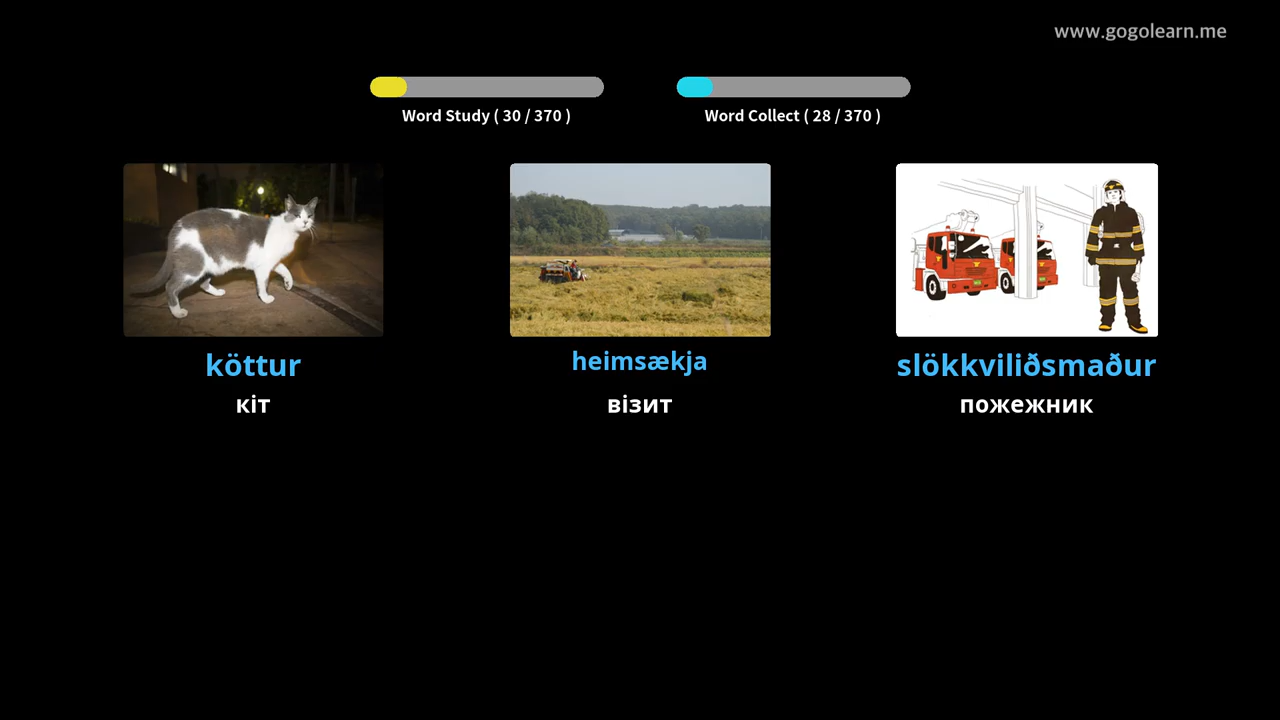 www.gogolearn.me
Word Study ( 30 / 370 )
Word Collect ( 28 / 370 )
köttur
heimsækja
slökkviliðsmaður
кіт
візит
пожежник